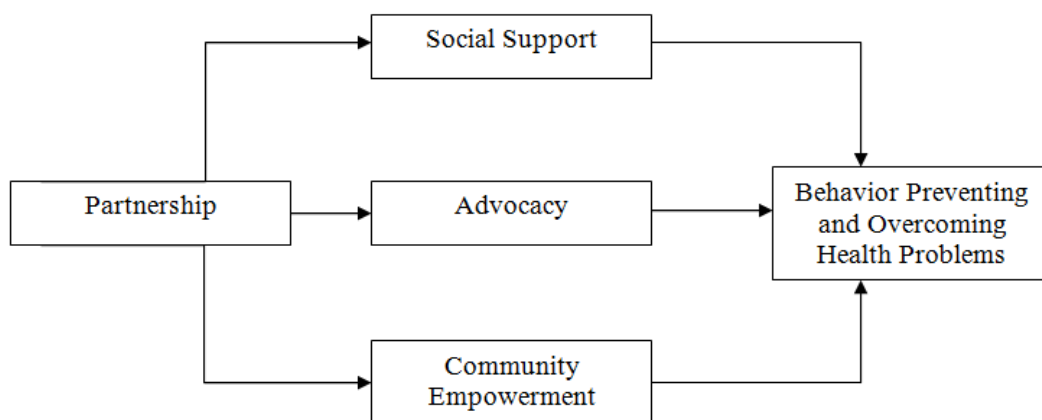 Social Support
Partnership
Advocacy
Behavior Preventing
and Overcoming
Health Problems
Community
Empowerment